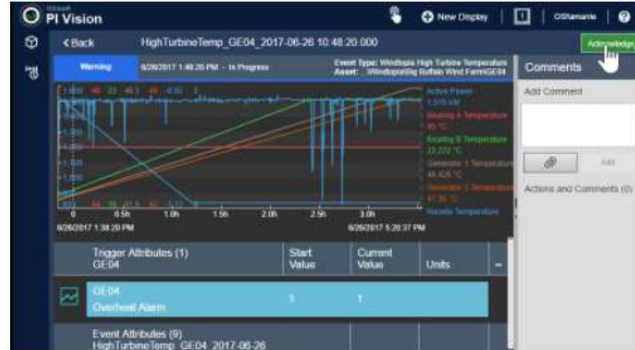 OSIsoft
PI Vision
New Display
OSIsmarie
?
< Back
HighTurbineTemp_GE04_2017-06-26 10:48:20.000
Acknowledge
Warning
6/26/2017 1:48:20 PM - In Progress
Event Type: Windtopia High Turbine Temperature
Asset: ...\Windtopia\Big Buffalo Wind Farm\GE04
Comments
Add Comment
Add
Actions and Comments (0)
Active Power
Bearing A Temperature
Bearing B Temperature
Generator 1 Temperature
Generator 2 Temperature
Nacelle Temperature
0 0.5h 1.0h 1.5h 2.0h 2.5h 3.0h
6/26/2017 1:38:20 PM
6/26/2017 5:20:37 PM
Trigger Attributes (1)
GE04
Start
Value
Current
Value
Units
GE04
Overheat Alarm
1
1
Event Attributes (9)
HighTurbineTemp_GE04_2017-06-26